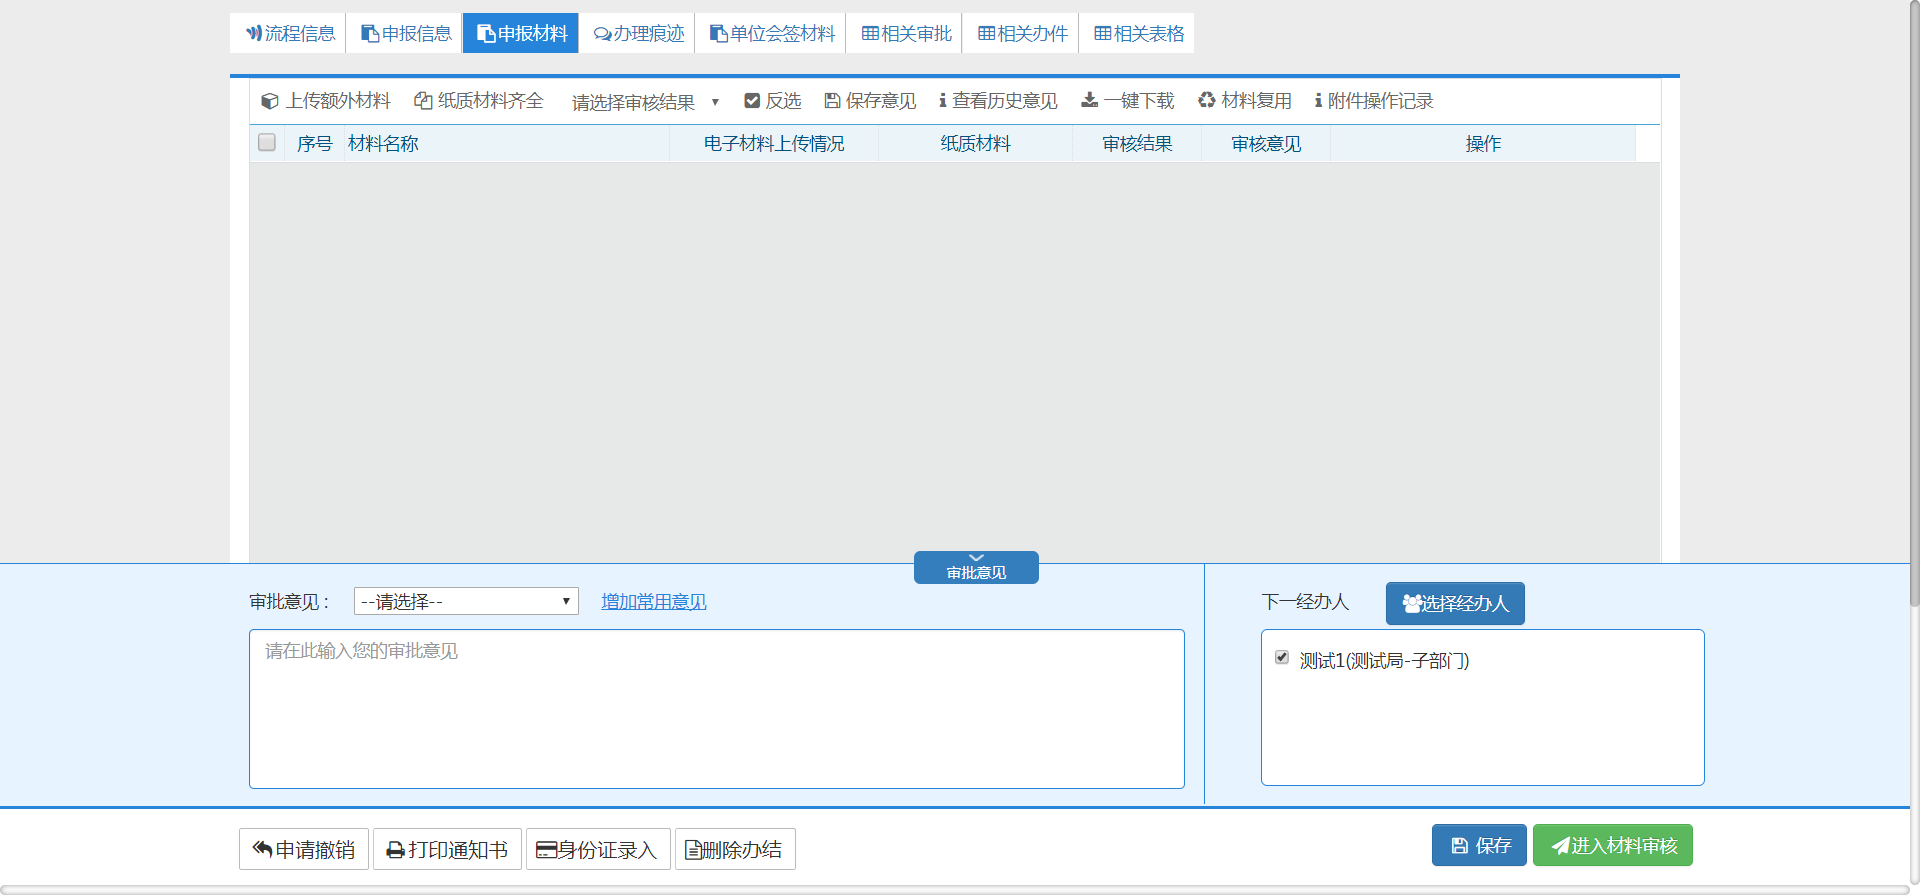 流程信息 申报信息 申报材料 办理痕迹 单位会签材料 相关审批 相关办件 相关表格
上传额外材料 纸质材料齐全 请选择审核结果 反选 保存意见 查看历史意见 一键下载 材料复用 附件操作记录
序号 材料名称 电子材料上传情况 纸质材料 审核结果 审核意见 操作
审批意见
审批意见： --请选择-- 增加常用意见 下一经办人 选择经办人
请在此输入您的审批意见
测试1(测试局-子部门)
申请撤销 打印通知书 身份证录入 删除办结 保存 进入材料审核